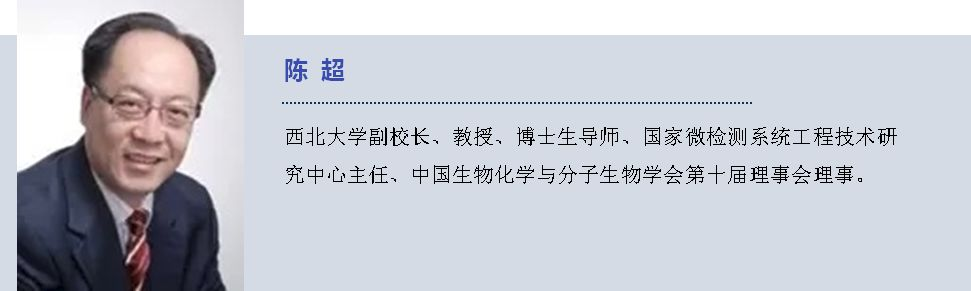 陈 超
西北大学副校长、教授、博士生导师、国家微检测系统工程技术研
究中心主任、中国生物化学与分子生物学会第十届理事会理事。